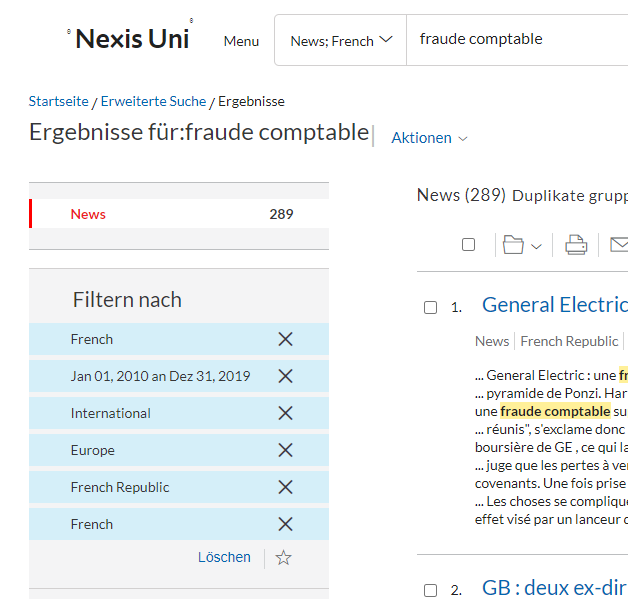 ® Nexis Uni ®
Menu
News; French
fraude comptable
Startseite / Erweiterte Suche / Ergebnisse
Ergebnisse für:fraude comptable
Aktionen
News 289
News (289) Duplikate grupp
Filtern nach
French
Jan 01, 2010 an Dez 31, 2019
International
Europe
French Republic
French
Löschen
1. General Electric
News French Republic
... General Electric : une fr
... pyramide de Ponzi. Har
une fraude comptable su
... réunis", s'exclame donc
boursière de GE , ce qui la
... juge que les pertes à ve
covenants. Une fois prise
... Les choses se complique
effet visé par un lanceur d
2. GB : deux ex-dir